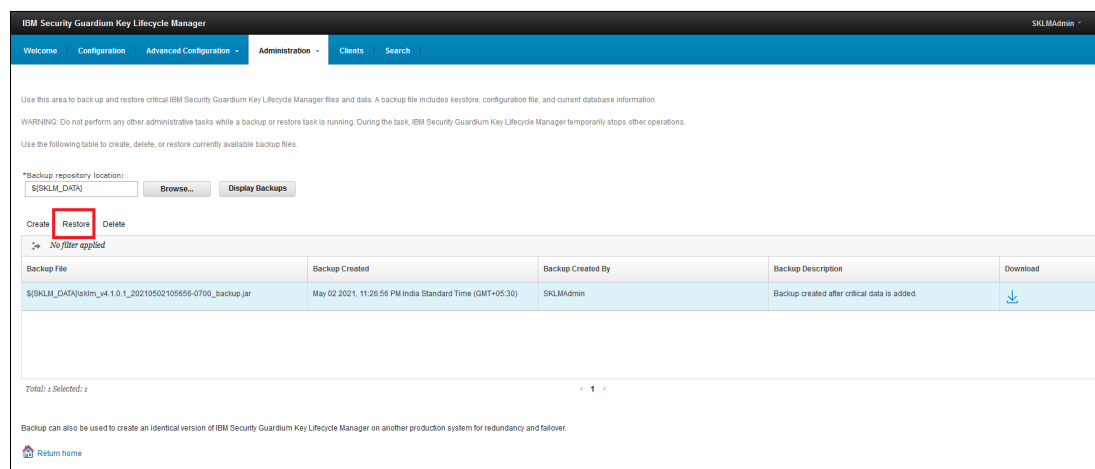 IBM Security Guardium Key Lifecycle Manager SKLMAdmin
Welcome Configuration Advanced Configuration Administration Clients Search
Use this area to back up and restore critical IBM Security Guardium Key Lifecycle Manager files and data. A backup file includes keystore, configuration file, and current database information.
WARNING: Do not perform any other administrative tasks while a backup or restore task is running. During the task, IBM Security Guardium Key Lifecycle Manager temporarily stops other operations.
Use the following table to create, delete, or restore currently available backup files.
*Backup repository location:
${SKLM_DATA} Browse... Display Backups
Create Restore Delete
No filter applied
Backup File Backup Created Backup Created By Backup Description Download
${SKLM_DATA}\sklm_v4.1.0.1_20210502105656-0700_backup.jar May 02 2021, 11:26:56 PM India Standard Time (GMT+05:30) SKLMAdmin Backup created after critical data is added.
Total: 1 Selected: 1 1
Backup can also be used to create an identical version of IBM Security Guardium Key Lifecycle Manager on another production system for redundancy and failover.
Return home